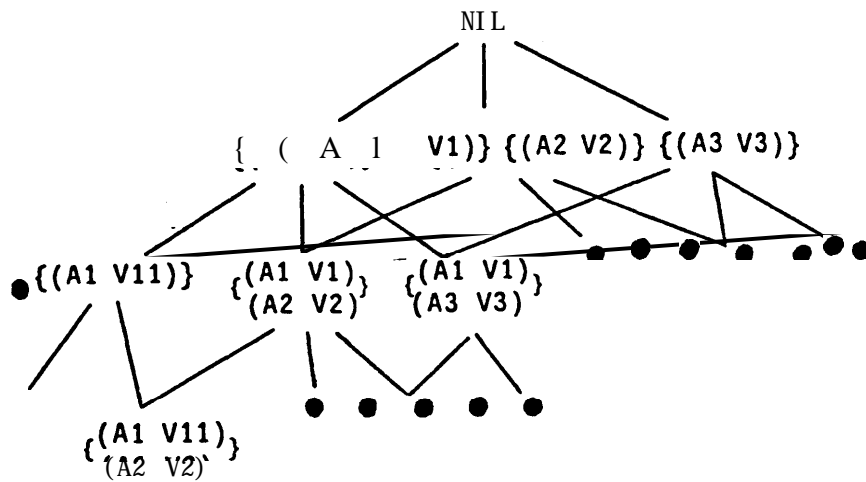 NIL
{ ( A l V1)} {(A2 V2)} {(A3 V3)}
{(A1 V11)} {(A1 V1) (A2 V2)} {(A1 V1) (A3 V3)}
{(A1 V11) (A2 V2)}